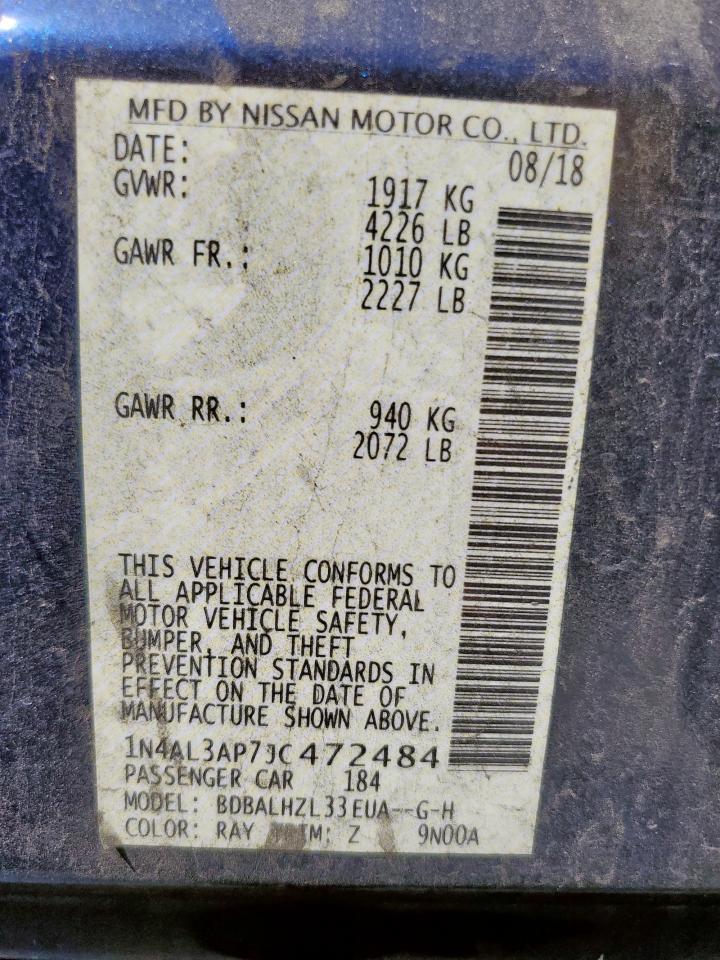 MFD BY NISSAN MOTOR CO., LTD.
DATE: 08/18
GVWR: 1917 KG
4226 LB
GAWR FR.: 1010 KG
2227 LB
GAWR RR.: 940 KG
2072 LB
THIS VEHICLE CONFORMS TO
ALL APPLICABLE FEDERAL
MOTOR VEHICLE SAFETY,
BUMPER, AND THEFT
PREVENTION STANDARDS IN
EFFECT ON THE DATE OF
MANUFACTURE SHOWN ABOVE.
1N4AL3AP7JC472484
PASSENGER CAR 184
MODEL: BDBALHZL33EUA--G-H
COLOR: RAY TRIM: Z 9N00A